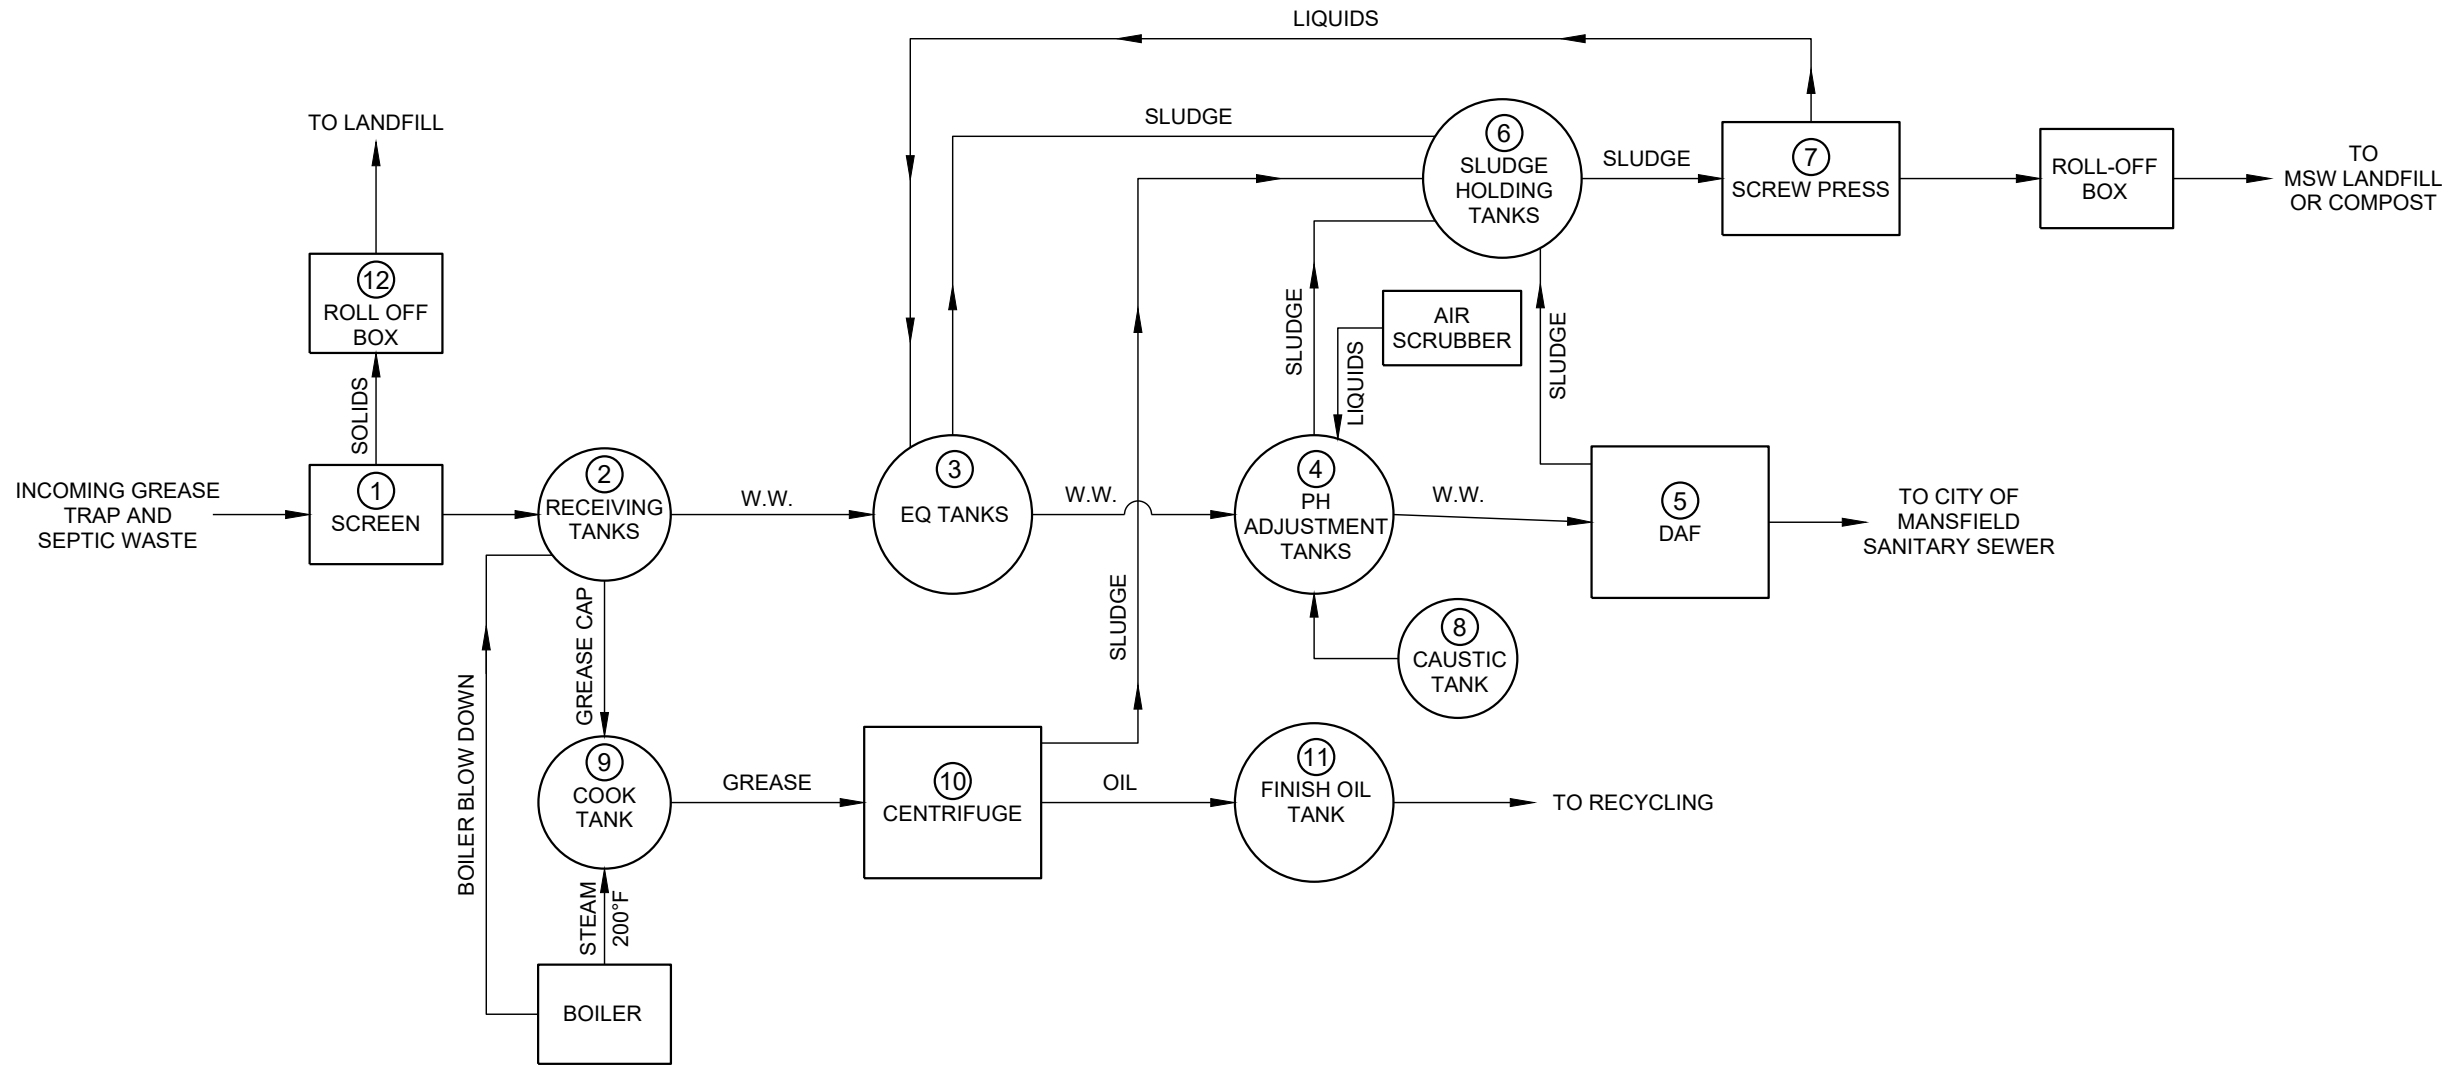 LIQUIDS
TO LANDFILL
SLUDGE
6
SLUDGE
HOLDING
TANKS
SLUDGE
7
SCREW PRESS
ROLL-OFF
BOX
TO
MSW LANDFILL
OR COMPOST
12
ROLL OFF
BOX
SOLIDS
SLUDGE
AIR
SCRUBBER
LIQUIDS
SLUDGE
INCOMING GREASE
TRAP AND
SEPTIC WASTE
1
SCREEN
2
RECEIVING
TANKS
W.W.
3
EQ TANKS
W.W.
4
PH
ADJUSTMENT
TANKS
W.W.
5
DAF
TO CITY OF
MANSFIELD
SANITARY SEWER
GREASE CAP
SLUDGE
8
CAUSTIC
TANK
BOILER BLOW DOWN
9
COOK
TANK
GREASE
10
CENTRIFUGE
OIL
11
FINISH OIL
TANK
TO RECYCLING
STEAM
200°F
BOILER